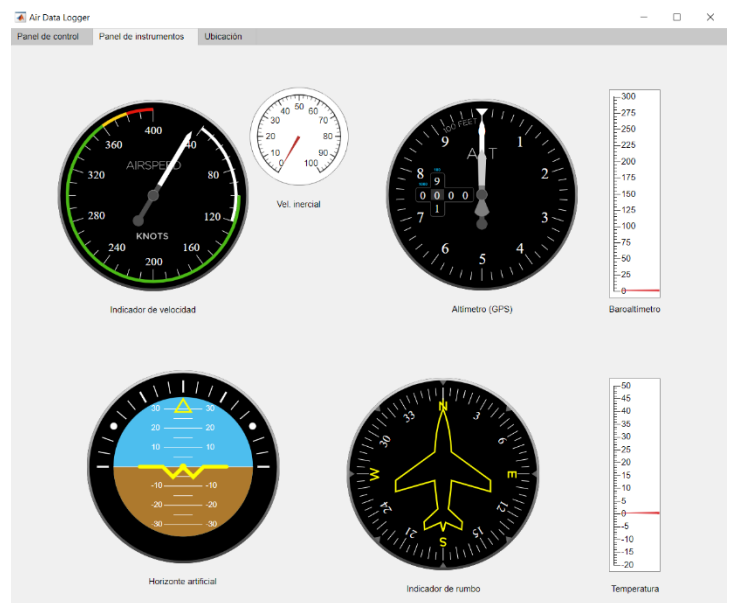 Air Data Logger
Panel de control Panel de instrumentos Ubicación
400 40 80 120 160 200 240 280 320 360
AIRSPEED
KNOTS
Indicador de velocidad
0 10 20 30 40 50 60 70 80 90 100
Vel. inercial
100 FEET
ALT
1 2 3 4 5 6 7 8 9
9
0 0 0 0
1
Altímetro (GPS)
300
275
250
225
200
175
150
125
100
75
50
25
0
Baroaltímetro
30 30
20 20
10 10
-10 -10
-20 -20
-30 -30
Horizonte artificial
N 3 6 E 12 15 S 21 24 W 30 33
Indicador de rumbo
50
45
40
35
30
25
20
15
10
5
0
-5
-10
-15
-20
Temperatura